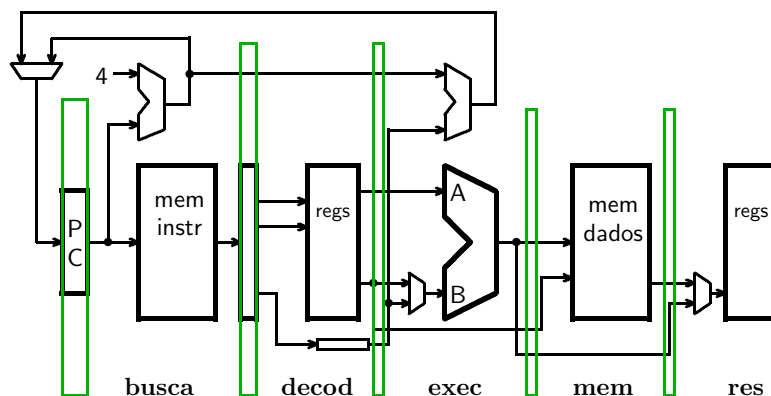 4
P
C
mem
instr
regs
A
B
mem
dados
regs
busca decod exec mem res